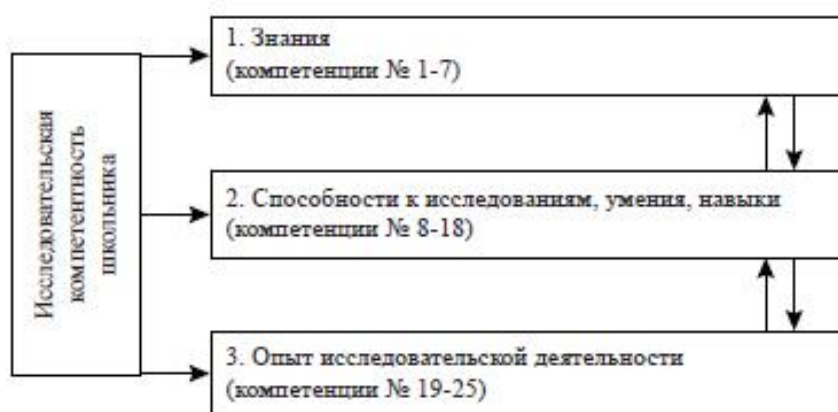 Исследовательская
компетентность
школьника
1. Знания
(компетенции № 1-7)
2. Способности к исследованиям, умения, навыки
(компетенции № 8-18)
3. Опыт исследовательской деятельности
(компетенции № 19-25)